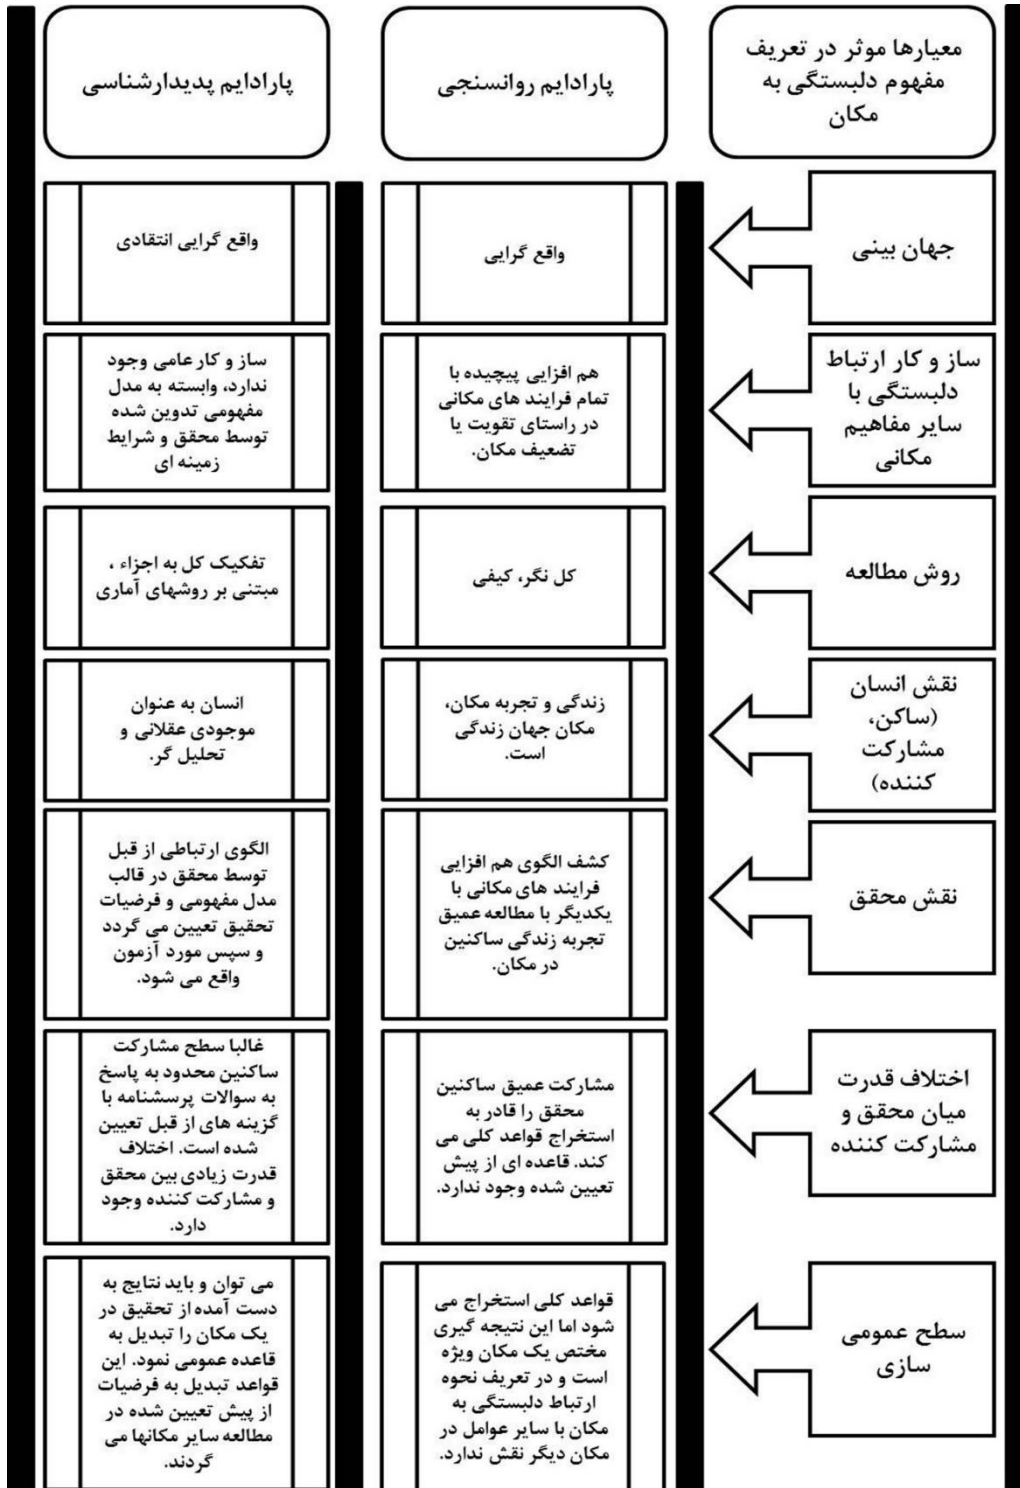 معیارها موثر در تعریف
مفهوم دلبستگی به
مکان
پارادایم روانسنجی
پارادایم پدیدارشناسی
جهان بینی
واقع گرایی
واقع گرایی انتقادی
ساز و کار ارتباط
دلبستگی با
سایر مفاهیم
مکانی
هم افزایی پیچیده با
تمام فرایند های مکانی
در راستای تقویت یا
تضعیف مکان.
ساز و کار عامی وجود
ندارد، وابسته به مدل
مفهومی تدوین شده
توسط محقق و شرایط
زمینه ای
روش مطالعه
کل نگر، کیفی
تفکیک کل به اجزاء ،
مبتنی بر روشهای آماری
نقش انسان
(ساکن،
مشارکت
کننده)
زندگی و تجربه مکان،
مکان جهان زندگی
است.
انسان به عنوان
موجودی عقلانی و
تحلیل گر.
نقش محقق
کشف الگوی هم افزایی
فرایند های مکانی با
یکدیگر با مطالعه عمیق
تجربه زندگی ساکنین
در مکان.
الگوی ارتباطی از قبل
توسط محقق در قالب
مدل مفهومی و فرضیات
تحقیق تعیین می گردد
و سپس مورد آزمون
واقع می شود.
اختلاف قدرت
میان محقق و
مشارکت کننده
مشارکت عمیق ساکنین
محقق را قادر به
استخراج قواعد کلی می
کند. قاعده ای از پیش
تعیین شده وجود ندارد.
غالبا سطح مشارکت
ساکنین محدود به پاسخ
به سوالات پرسشنامه با
گزینه های از قبل تعیین
شده است. اختلاف
قدرت زیادی بین محقق
و مشارکت کننده وجود
دارد.
سطح عمومی
سازی
قواعد کلی استخراج می
شود اما این نتیجه گیری
مختص یک مکان ویژه
است و در تعریف نحوه
ارتباط دلبستگی به
مکان با سایر عوامل در
مکان دیگر نقش ندارد.
می توان و باید نتایج به
دست آمده از تحقیق در
یک مکان را تبدیل به
قاعده عمومی نمود. این
قواعد تبدیل به فرضیات
از پیش تعیین شده در
مطالعه سایر مکانها می
گردند.